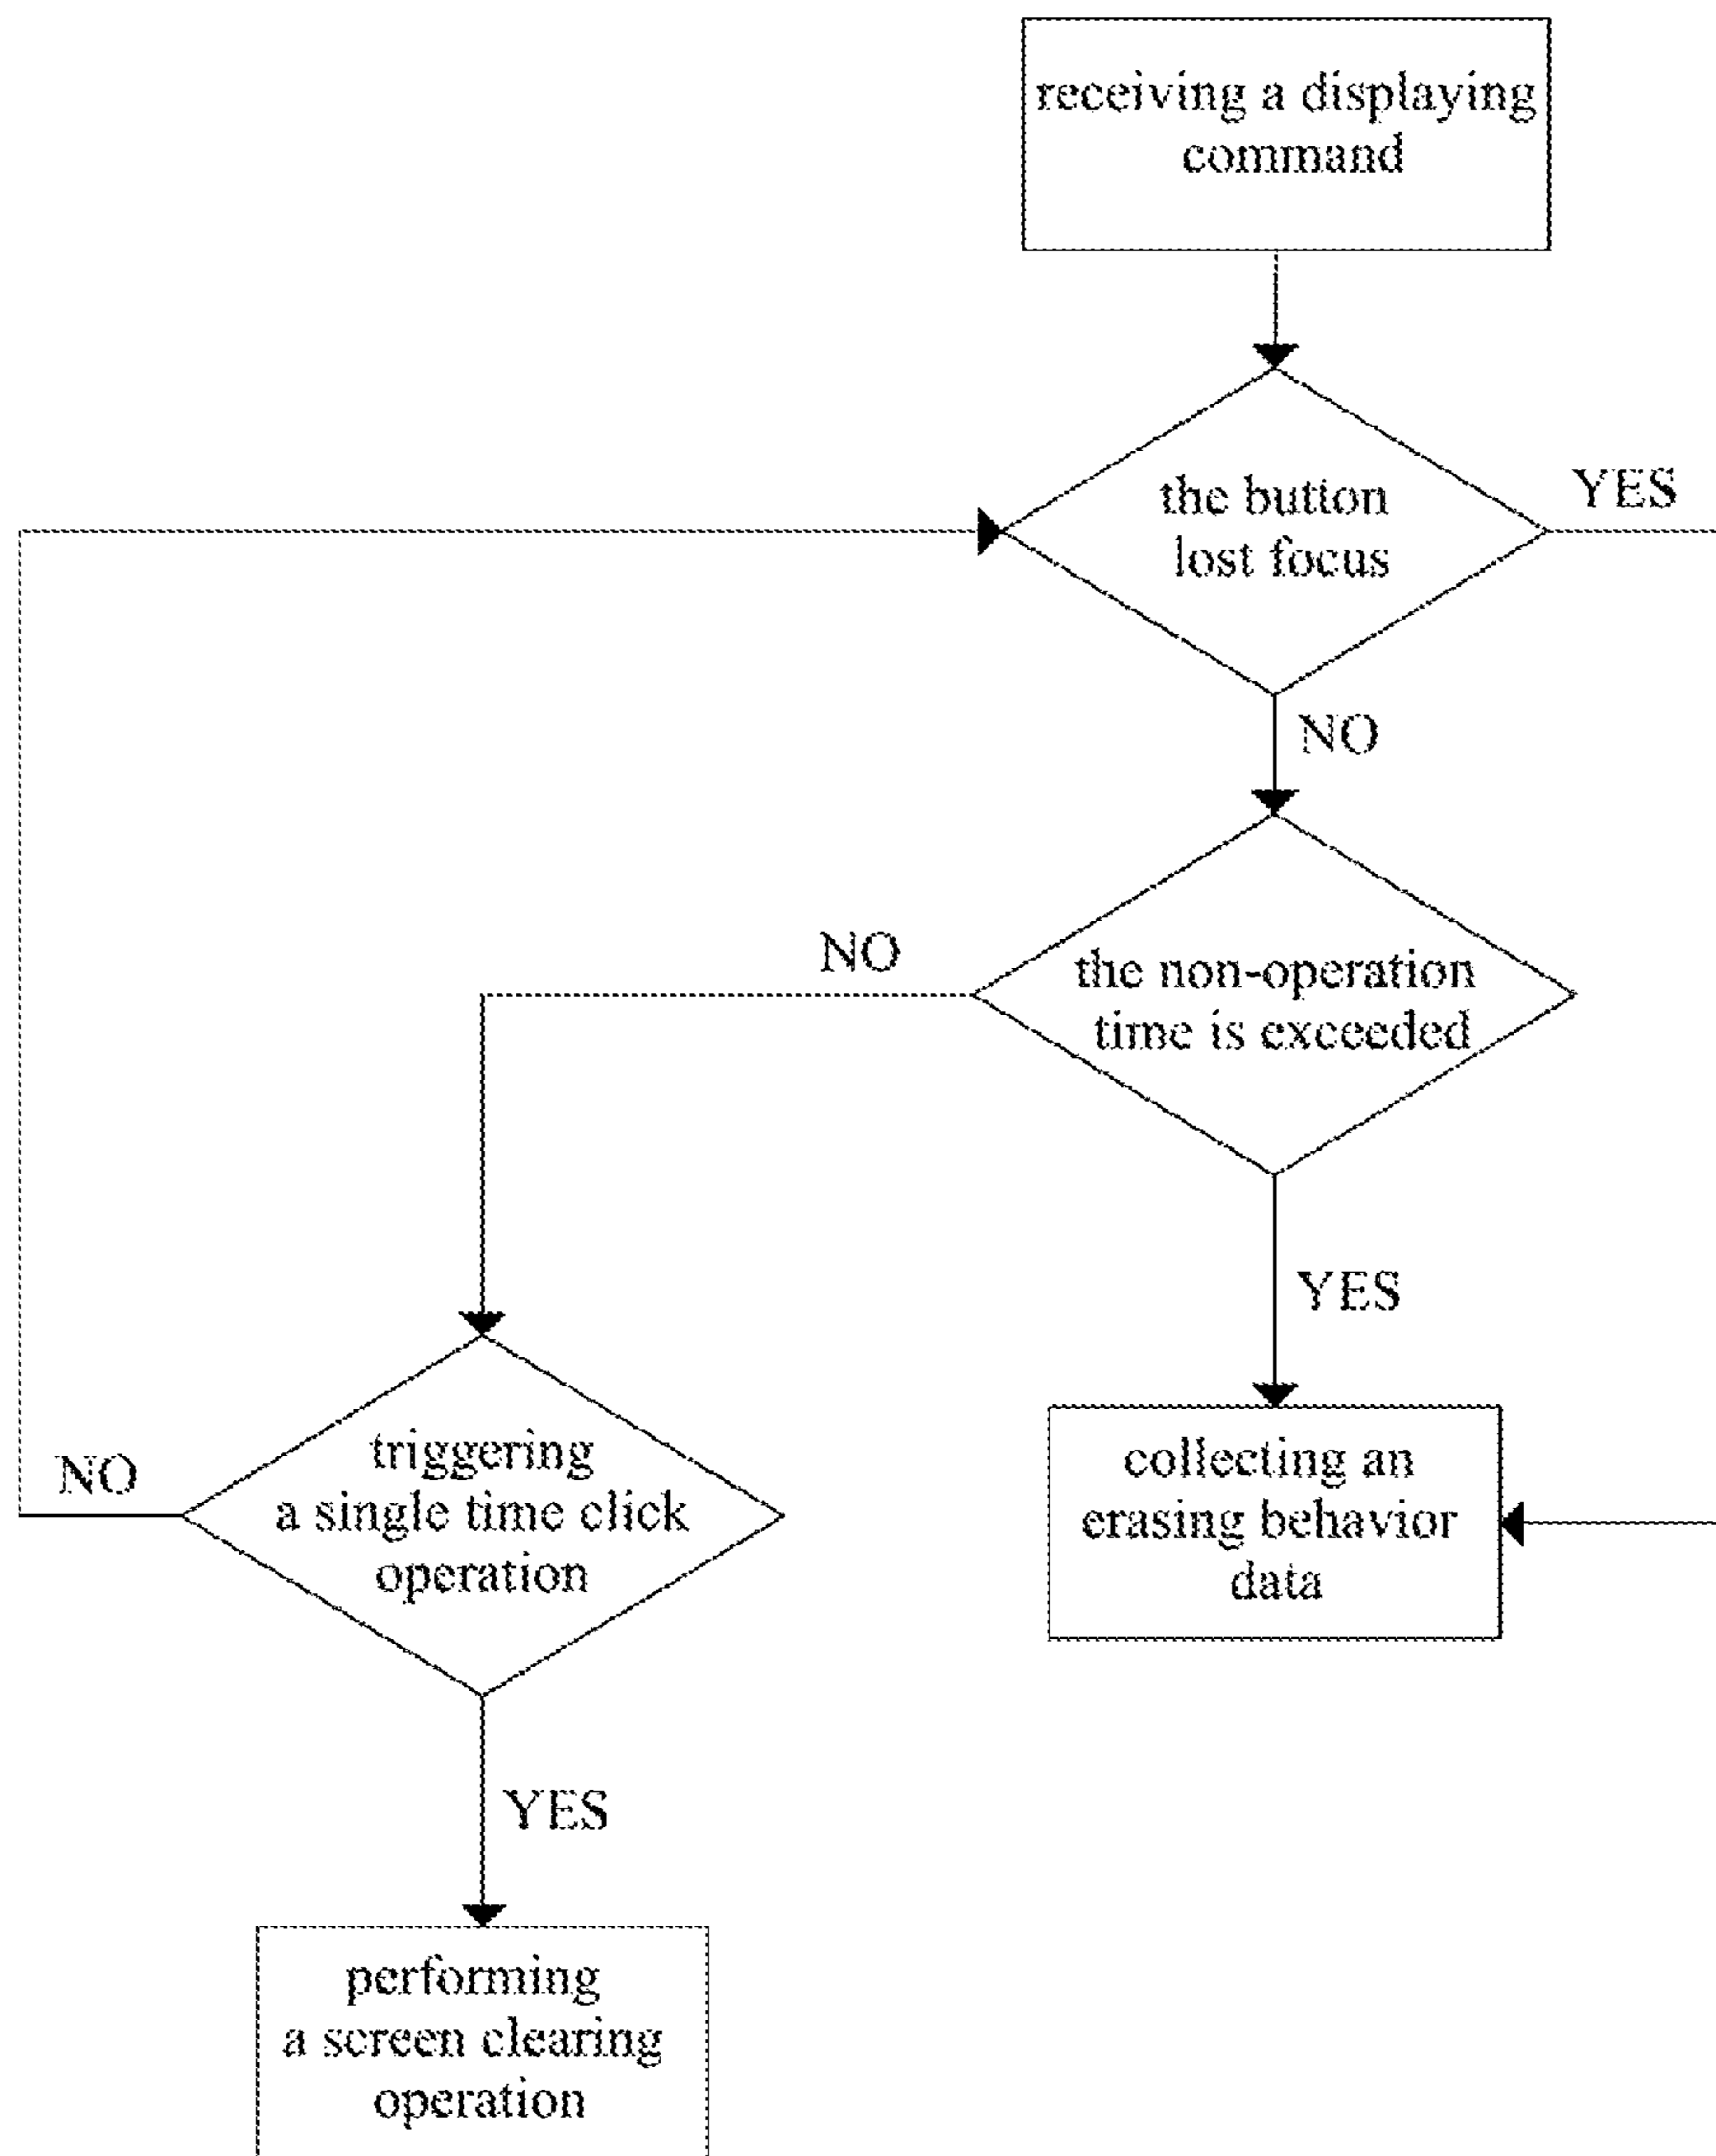 receiving a displaying
command
the button
lost focus
YES
NO
the non-operation
time is exceeded
NO
YES
triggering
a single time click
operation
NO
collecting an
erasing behavior
data
YES
performing
a screen clearing
operation